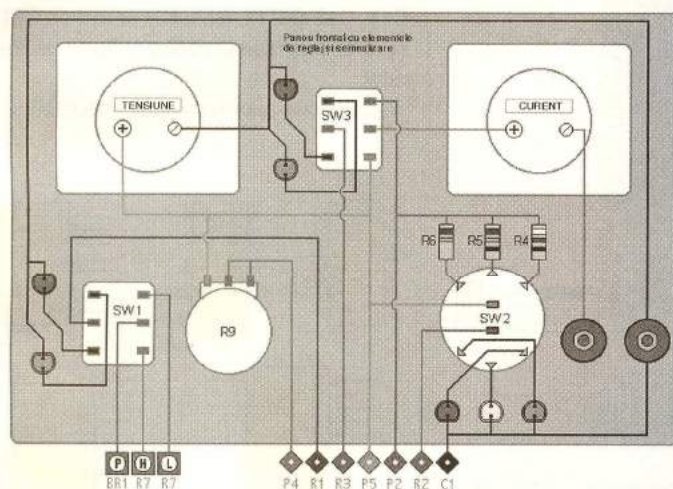 Panou frontal cu elementele
de reglaj si semnalizare
TENSIUNE
CURENT
SW3
R6
R5
R4
SW1
R9
SW2
P H L
BR1 R7 R7
P4 R1 R3 P5 P2 R2 C1